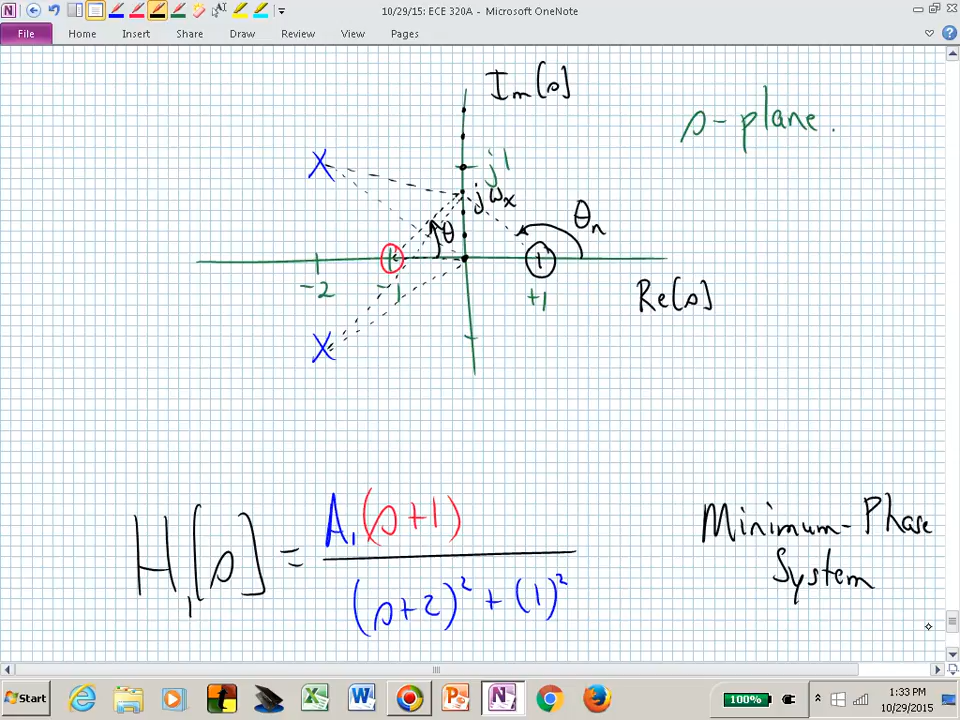 10/29/15: ECE 320A - Microsoft OneNote
File Home Insert Share Draw Review View Pages
Im[s]
s-plane.
j1
jωx
θ
θn
-2 -1 +1
Re[s]
H₁[s] = A₁(s+1)
(s+2)² + (1)²
Minimum-Phase
System
Start
100%
1:33 PM
10/29/2015